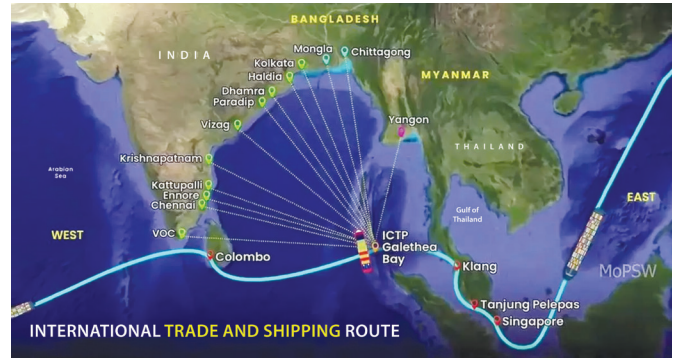 BANGLADESH
INDIA
Mongla
Chittagong
Kolkata
Haldia
MYANMAR
Dhamra
Paradip
Vizag
Yangon
THAILAND
Krishnapatnam
Arabian
Sea
Kattupalli
Ennore
Chennai
EAST
Gulf of
Thailand
WEST
VOC
ICTP
Galethea
Bay
Colombo
Klang
MoPSW
Tanjung Pelepas
Singapore
INTERNATIONAL TRADE AND SHIPPING ROUTE